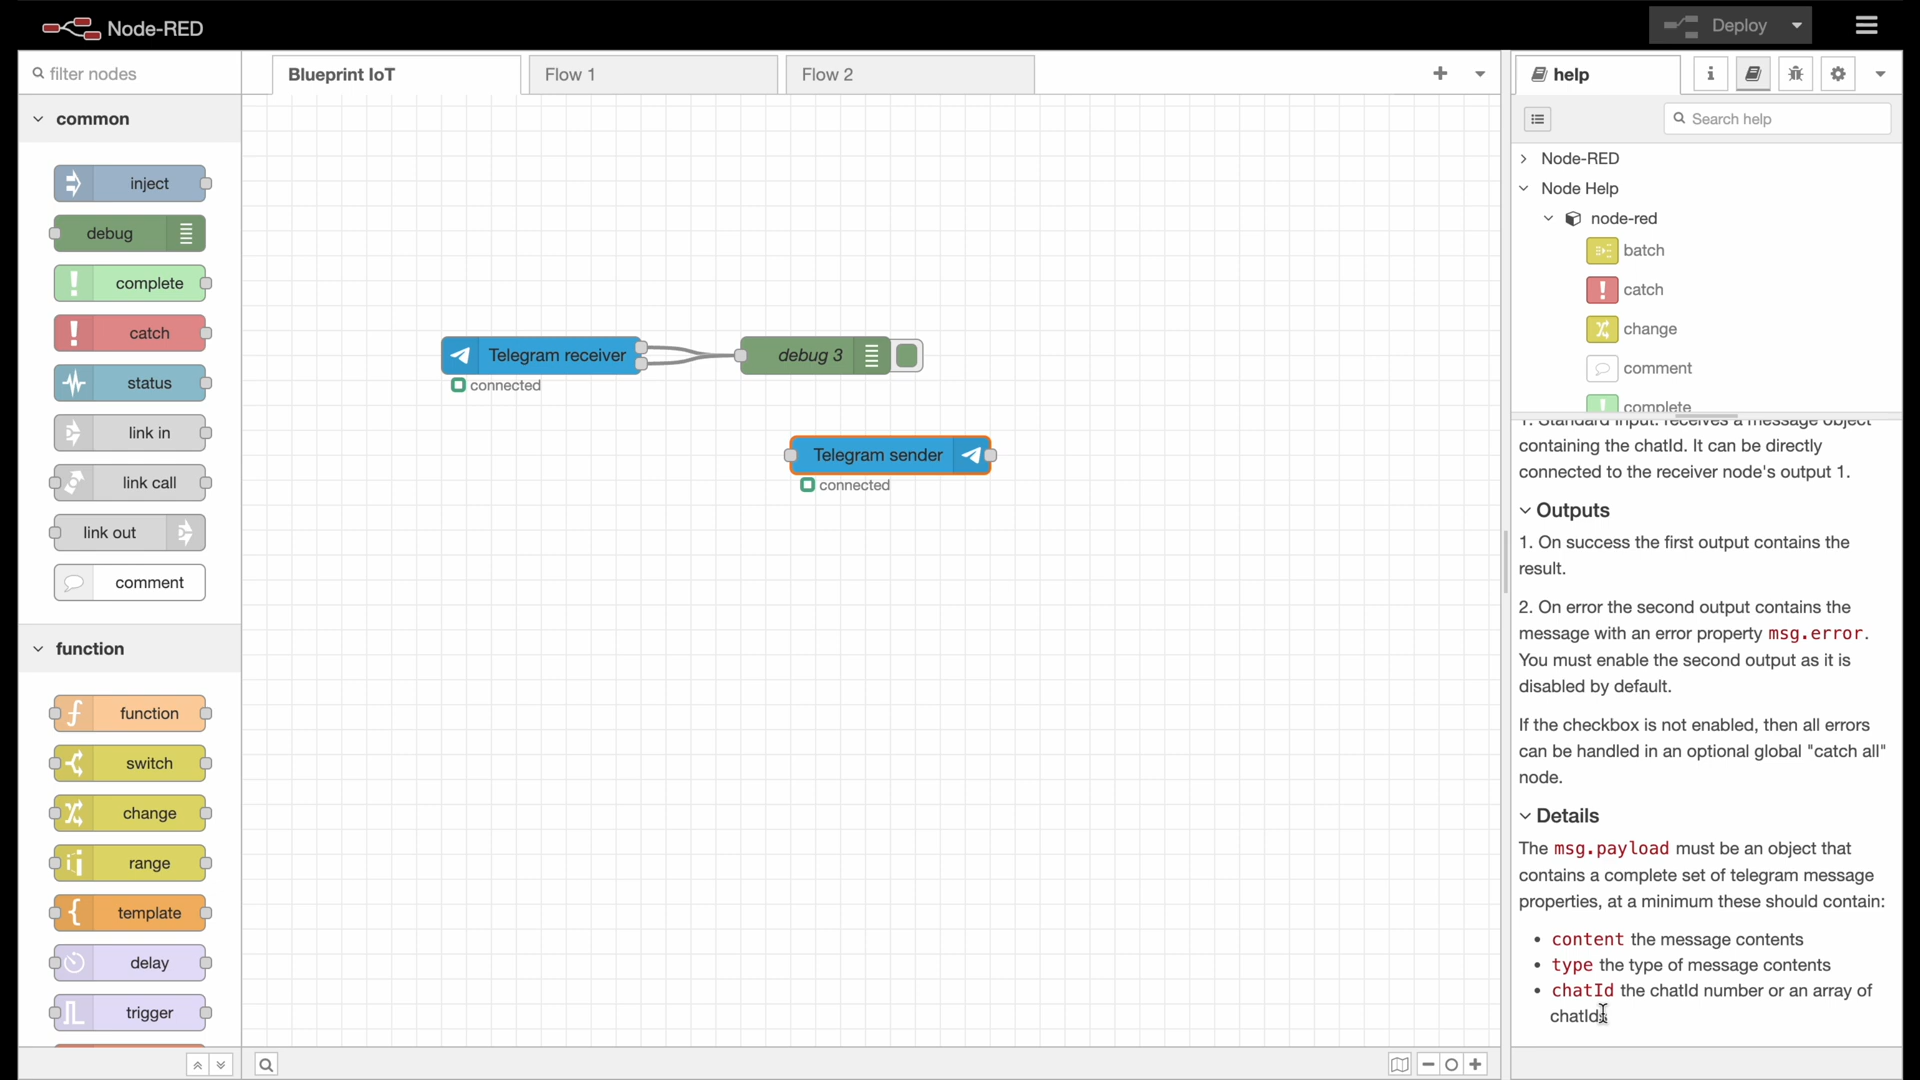 Node-RED
Deploy
filter nodes
Blueprint IoT
Flow 1
Flow 2
help
i
Search help
common
inject
debug
complete
catch
status
link in
link call
link out
comment
function
function
switch
change
range
template
delay
trigger
Telegram receiver
connected
debug 3
Telegram sender
connected
Node-RED
Node Help
node-red
batch
catch
change
comment
complete
1. Standard input: receives a message object
containing the chatId. It can be directly
connected to the receiver node's output 1.
Outputs
1. On success the first output contains the
result.
2. On error the second output contains the
message with an error property msg.error.
You must enable the second output as it is
disabled by default.
If the checkbox is not enabled, then all errors
can be handled in an optional global "catch all"
node.
Details
The msg.payload must be an object that
contains a complete set of telegram message
properties, at a minimum these should contain:
• content the message contents
• type the type of message contents
• chatId the chatId number or an array of
chatIds